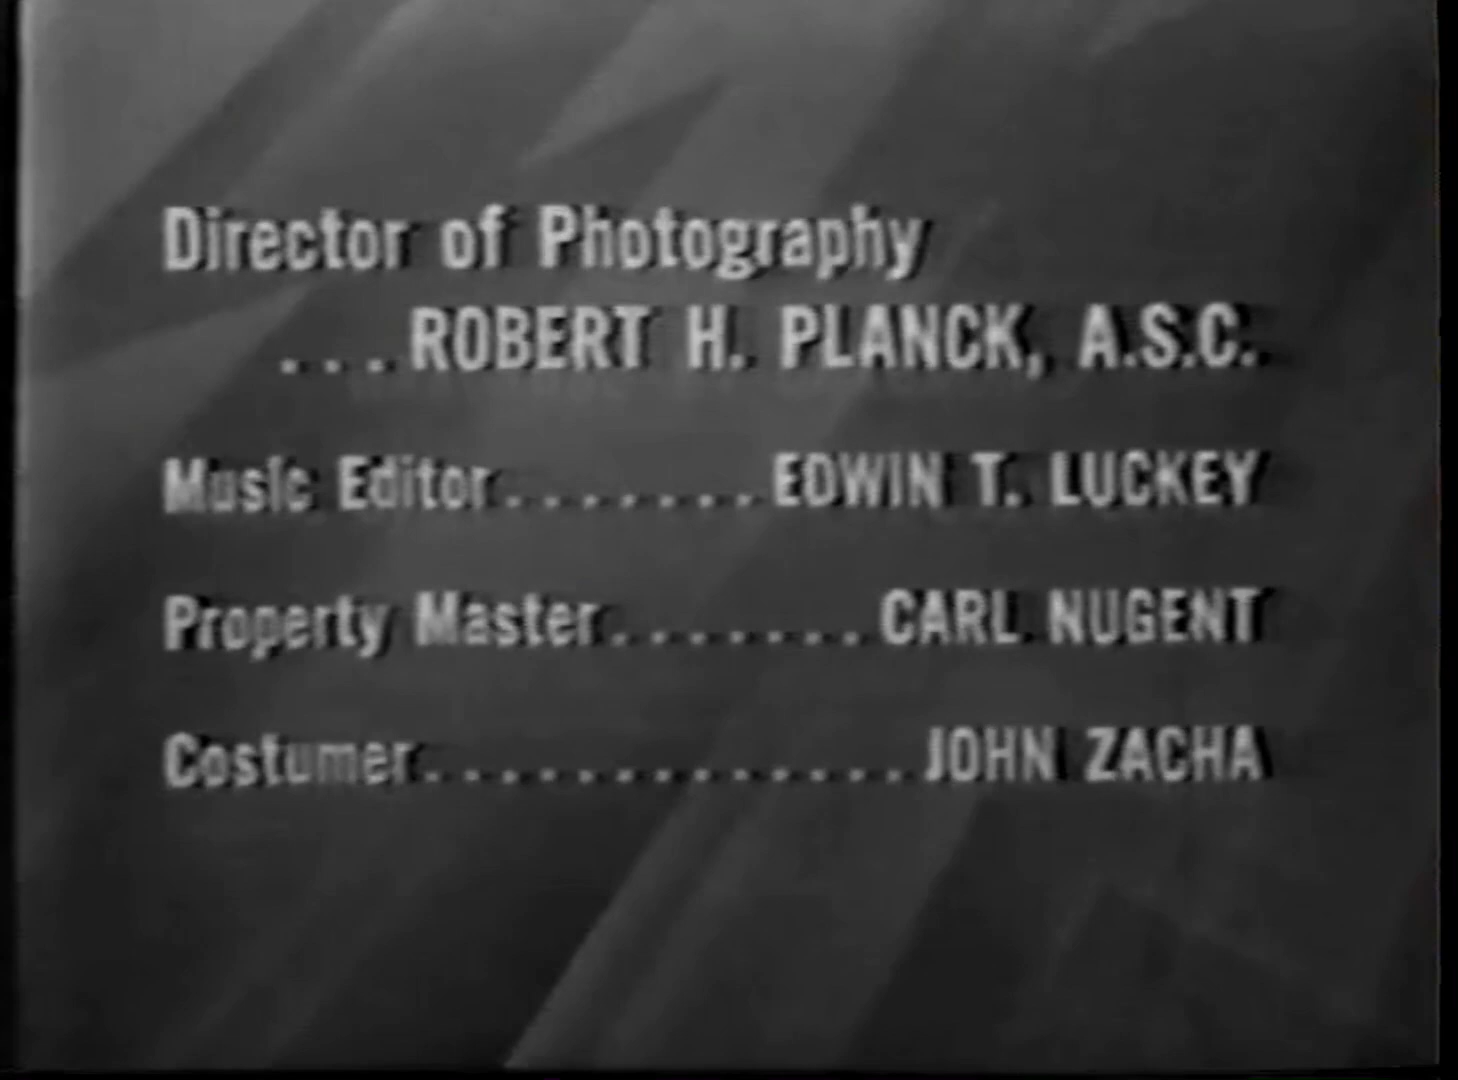 Director of Photography
. . . ROBERT H. PLANCK, A.S.C.
Music Editor . . . . . . . EDWIN T. LUCKEY
Property Master . . . . . . . CARL NUGENT
Costumer . . . . . . . . . . . . . JOHN ZACHA